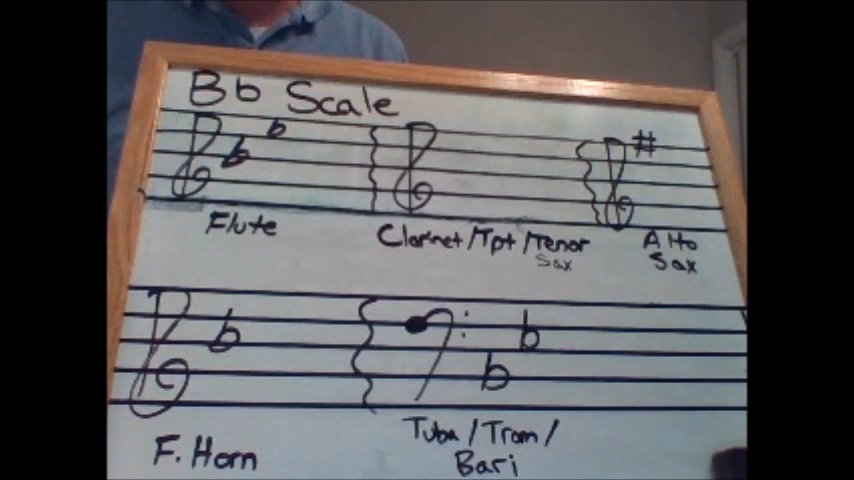 Bb Scale
Flute
Clarinet/Tpt/Tenor Sax
Alto Sax
F. Horn
Tuba/Trom/
Bari